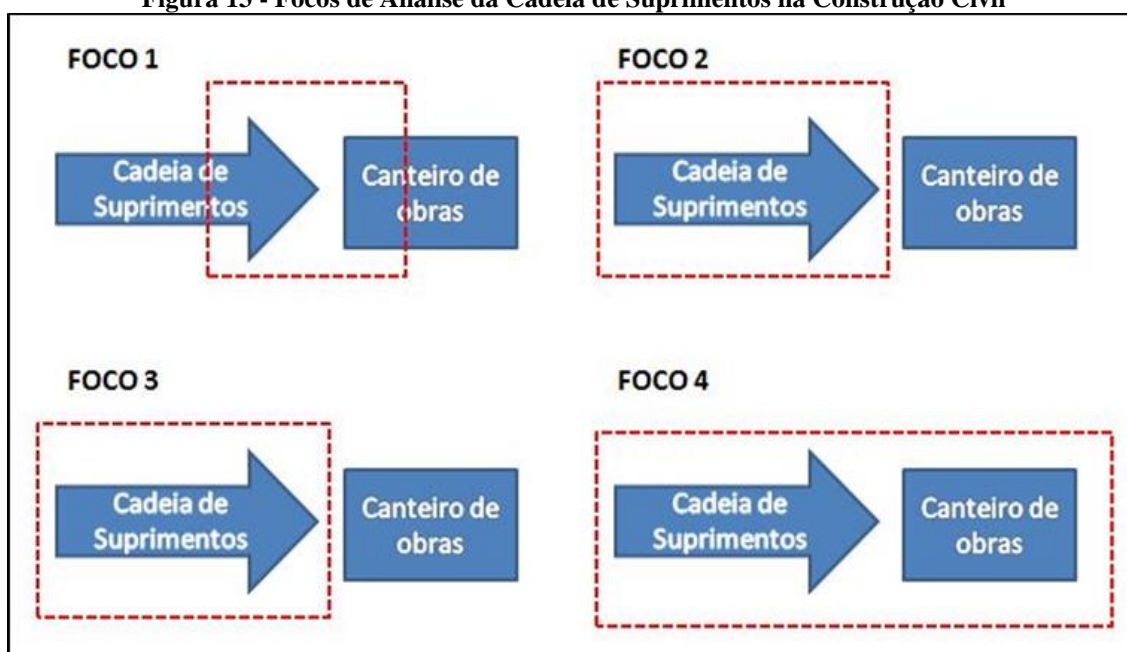 Figura 15 - Focos de Análise da Cadeia de Suprimentos na Construção Civil
FOCO 1
Cadeia de
Suprimentos
Canteiro de
obras
FOCO 2
Cadeia de
Suprimentos
Canteiro de
obras
FOCO 3
Cadeia de
Suprimentos
Canteiro de
obras
FOCO 4
Cadeia de
Suprimentos
Canteiro de
obras